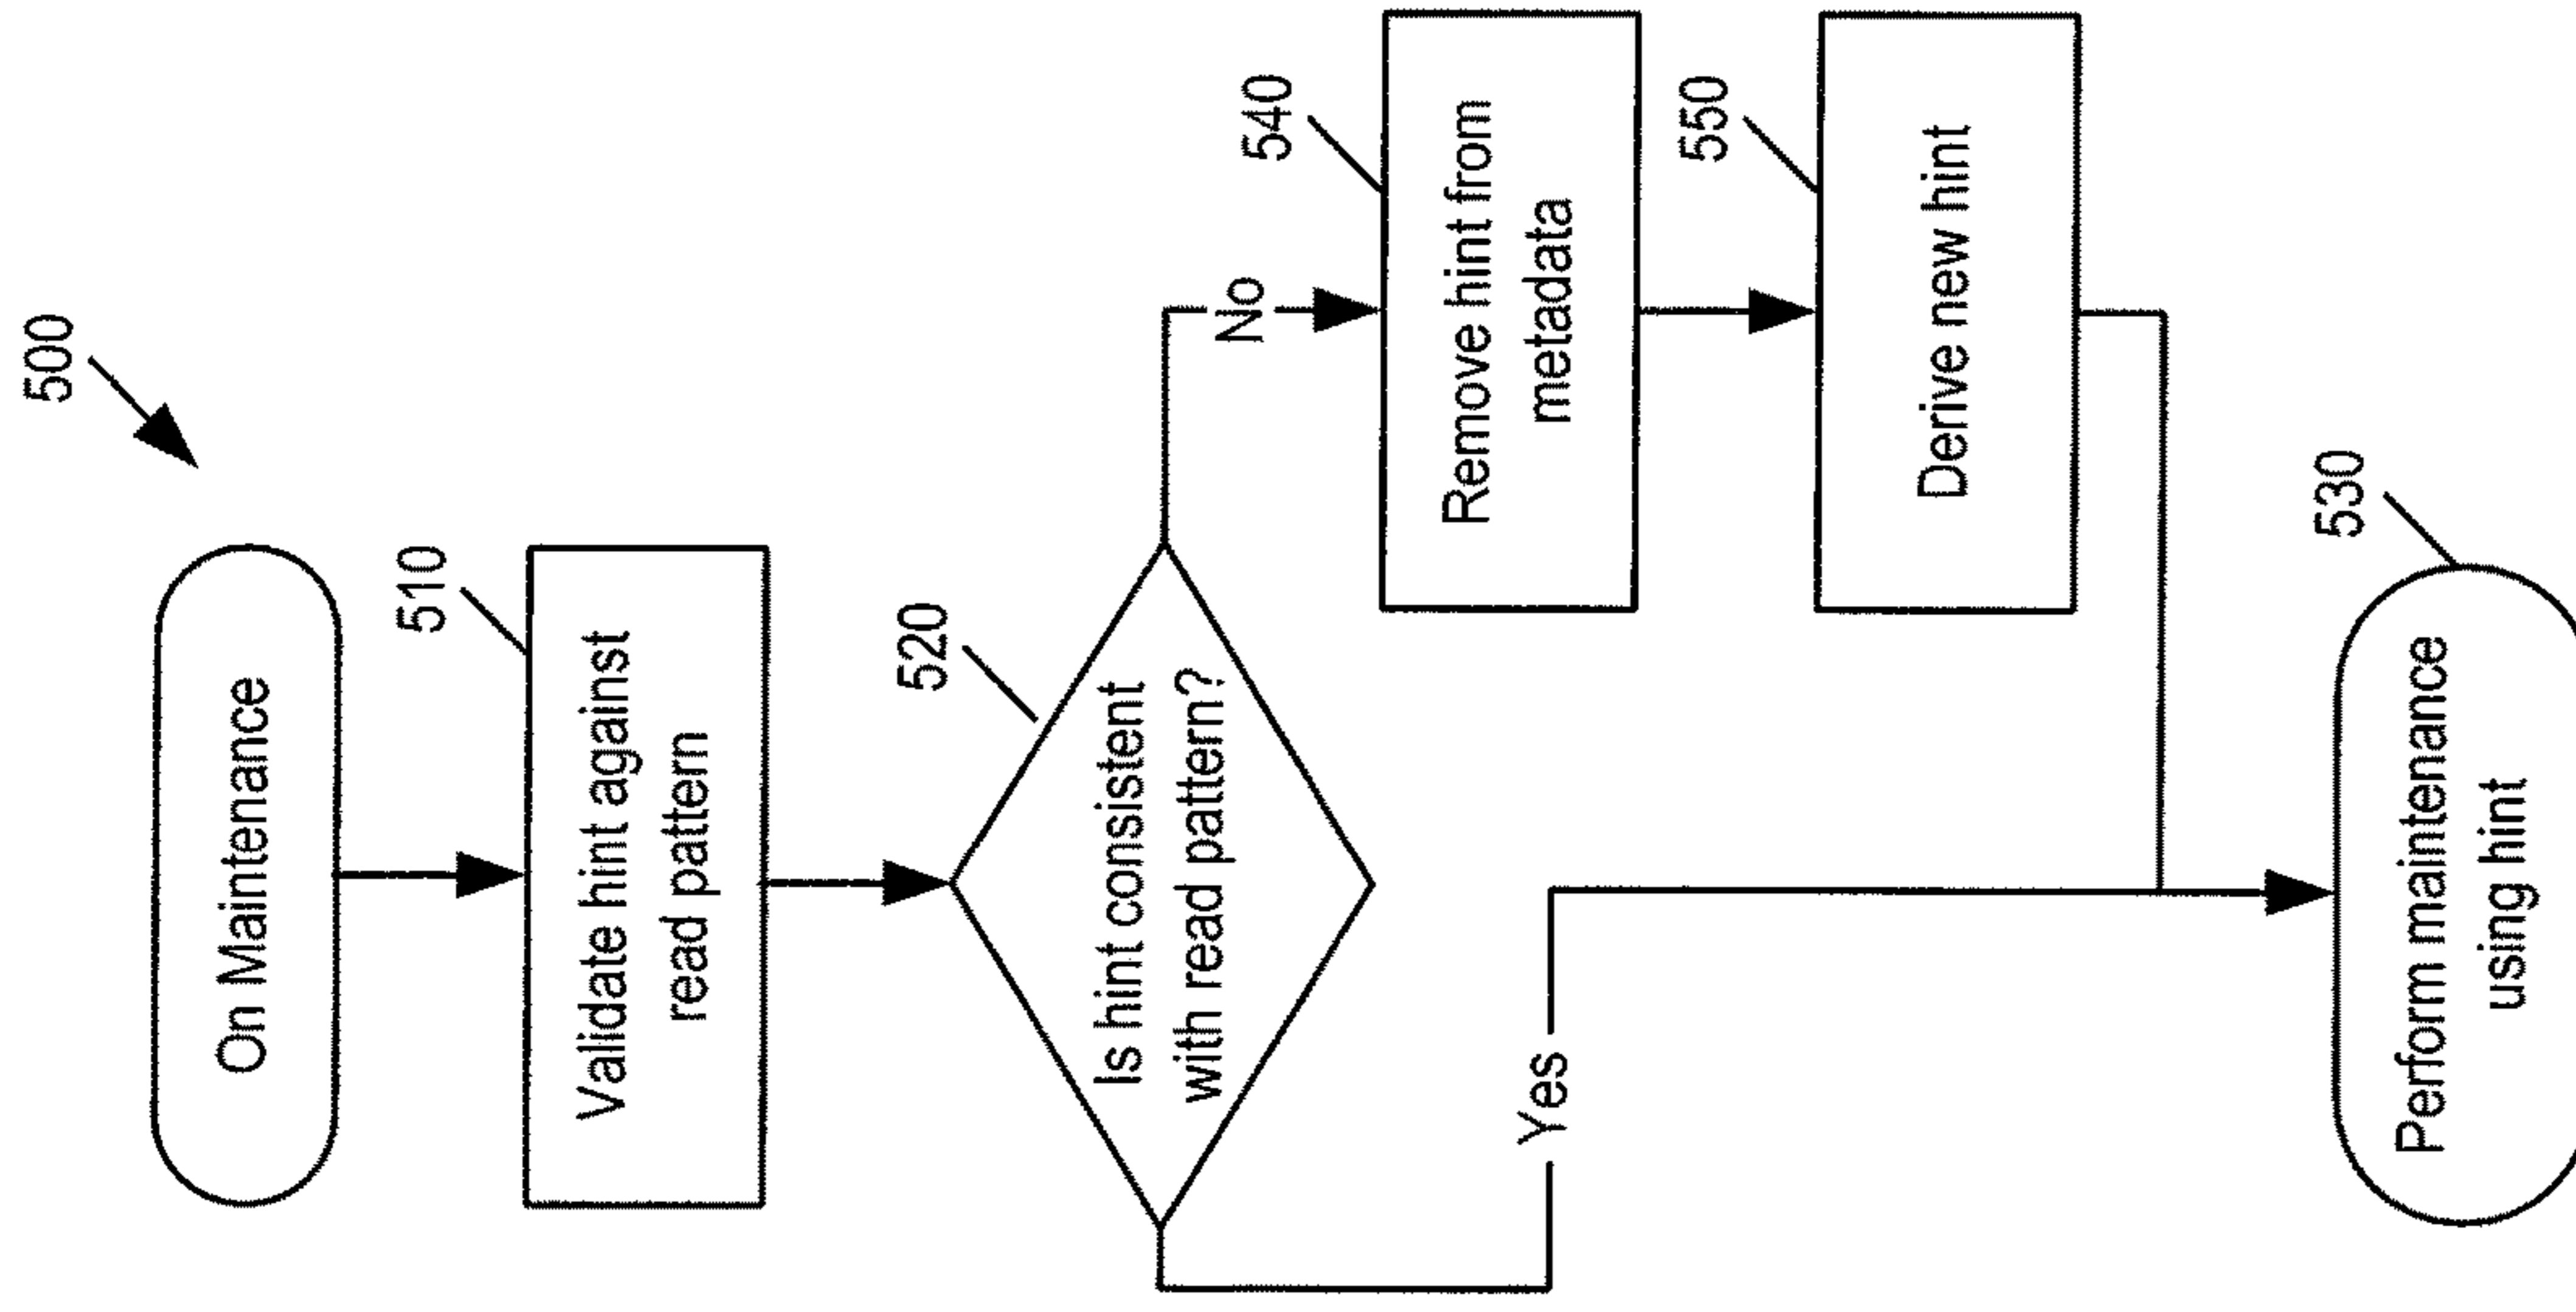 500
On Maintenance
510
Validate hint against
read pattern
520
Is hint consistent
with read pattern?
No
540
Remove hint from
metadata
550
Derive new hint
Yes
530
Perform maintenance
using hint